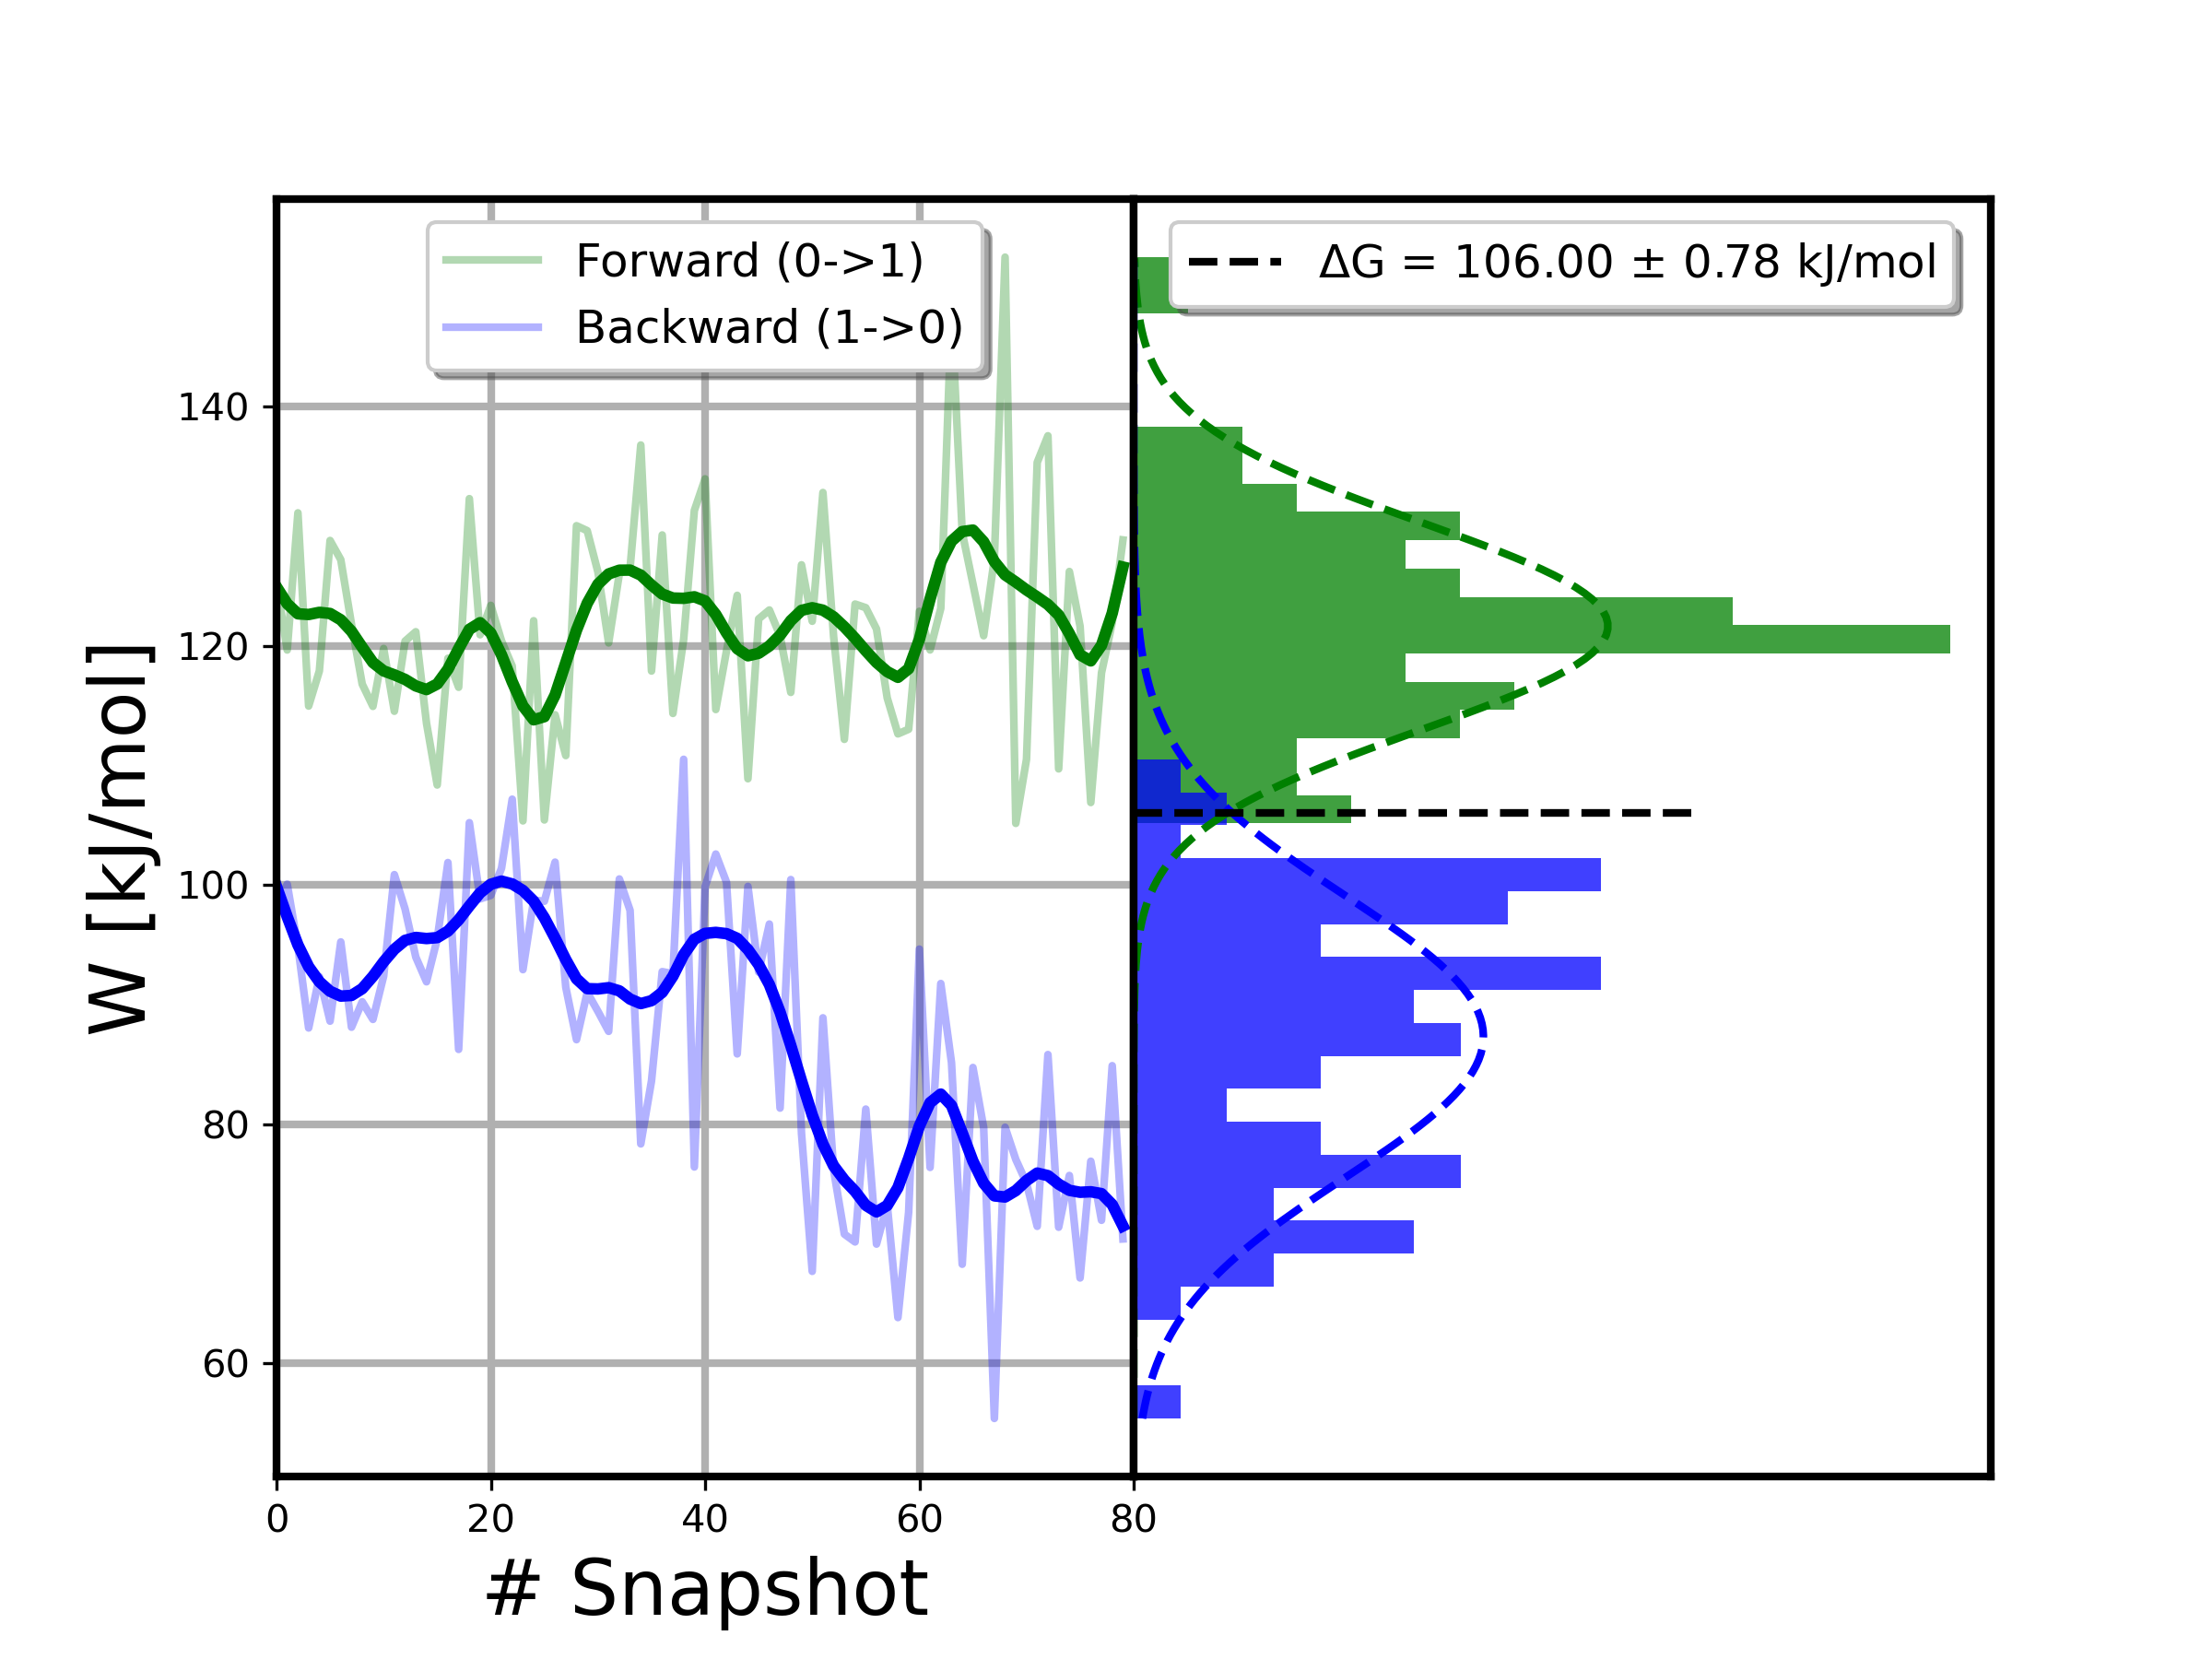 Forward (0->1)
Backward (1->0)
ΔG = 106.00 ± 0.78 kJ/mol
W [kJ/mol]
140
120
100
80
60
0 20 40 60 80
# Snapshot